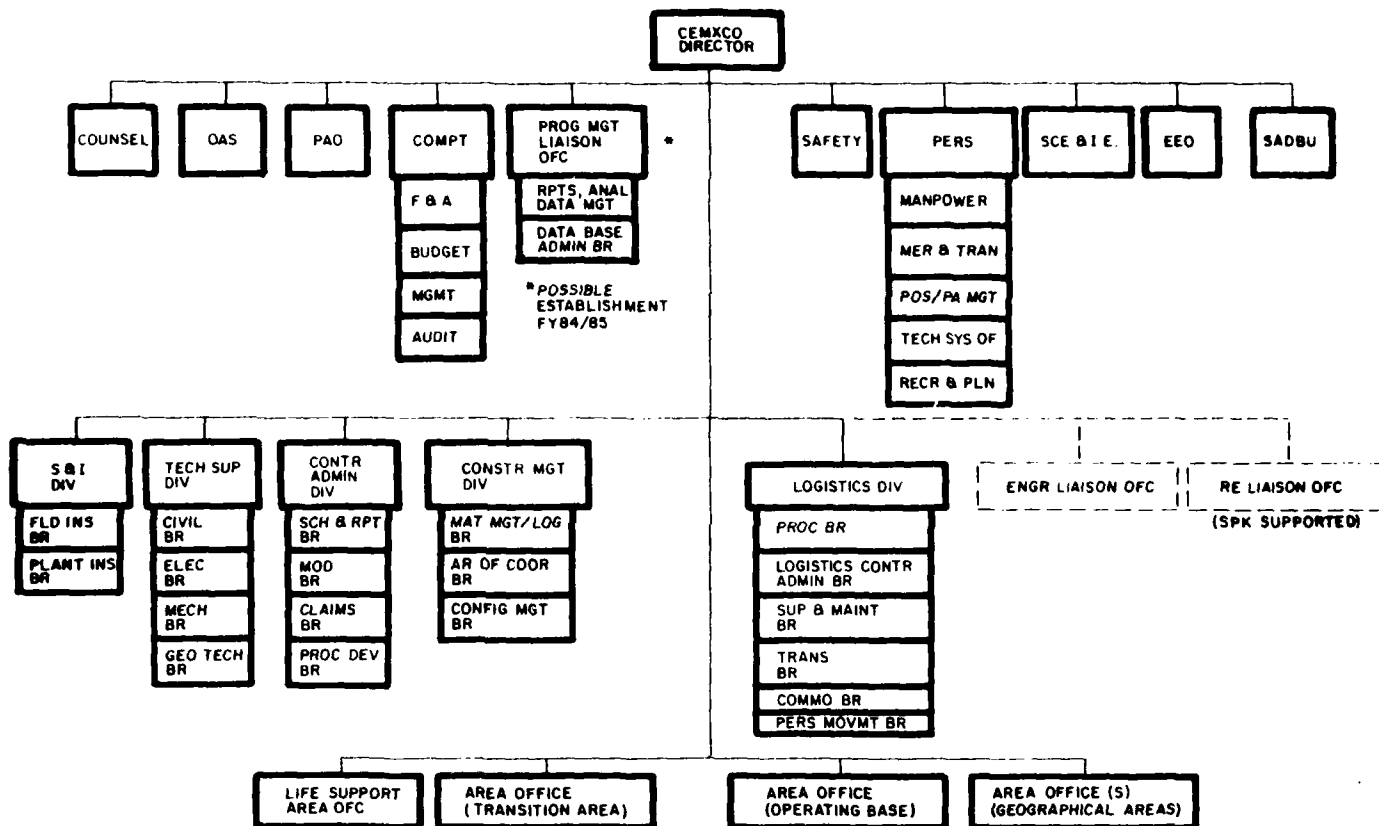 CEMXCO
DIRECTOR
COUNSEL
OAS
PAO
COMPT
F & A
BUDGET
MGMT
AUDIT
PROG MGT
LIAISON
OFC
*
RPTS, ANAL
DATA MGT
DATA BASE
ADMIN BR
* POSSIBLE
ESTABLISHMENT
FY84/85
SAFETY
PERS
MANPOWER
MER & TRAN
POS/PA MGT
TECH SYS OF
RECR & PLN
SCE & I E.
EEO
SADBU
S & I
DIV
FLD INS
BR
PLANT INS
BR
TECH SUP
DIV
CIVIL
BR
ELEC
BR
MECH
BR
GEO TECH
BR
CONTR
ADMIN
DIV
SCH & RPT
BR
MOD
BR
CLAIMS
BR
PROC DEV
BR
CONSTR MGT
DIV
MAT MGT/LOG
BR
AR OF COOR
BR
CONFIG MGT
BR
LOGISTICS DIV
PROC BR
LOGISTICS CONTR
ADMIN BR
SUP & MAINT
BR
TRANS
BR
COMMO BR
PERS MOVMT BR
ENGR LIAISON OFC
RE LIAISON OFC
(SPK SUPPORTED)
LIFE SUPPORT
AREA OFC
AREA OFFICE
(TRANSITION AREA)
AREA OFFICE
(OPERATING BASE)
AREA OFFICE (S)
(GEOGRAPHICAL AREAS)